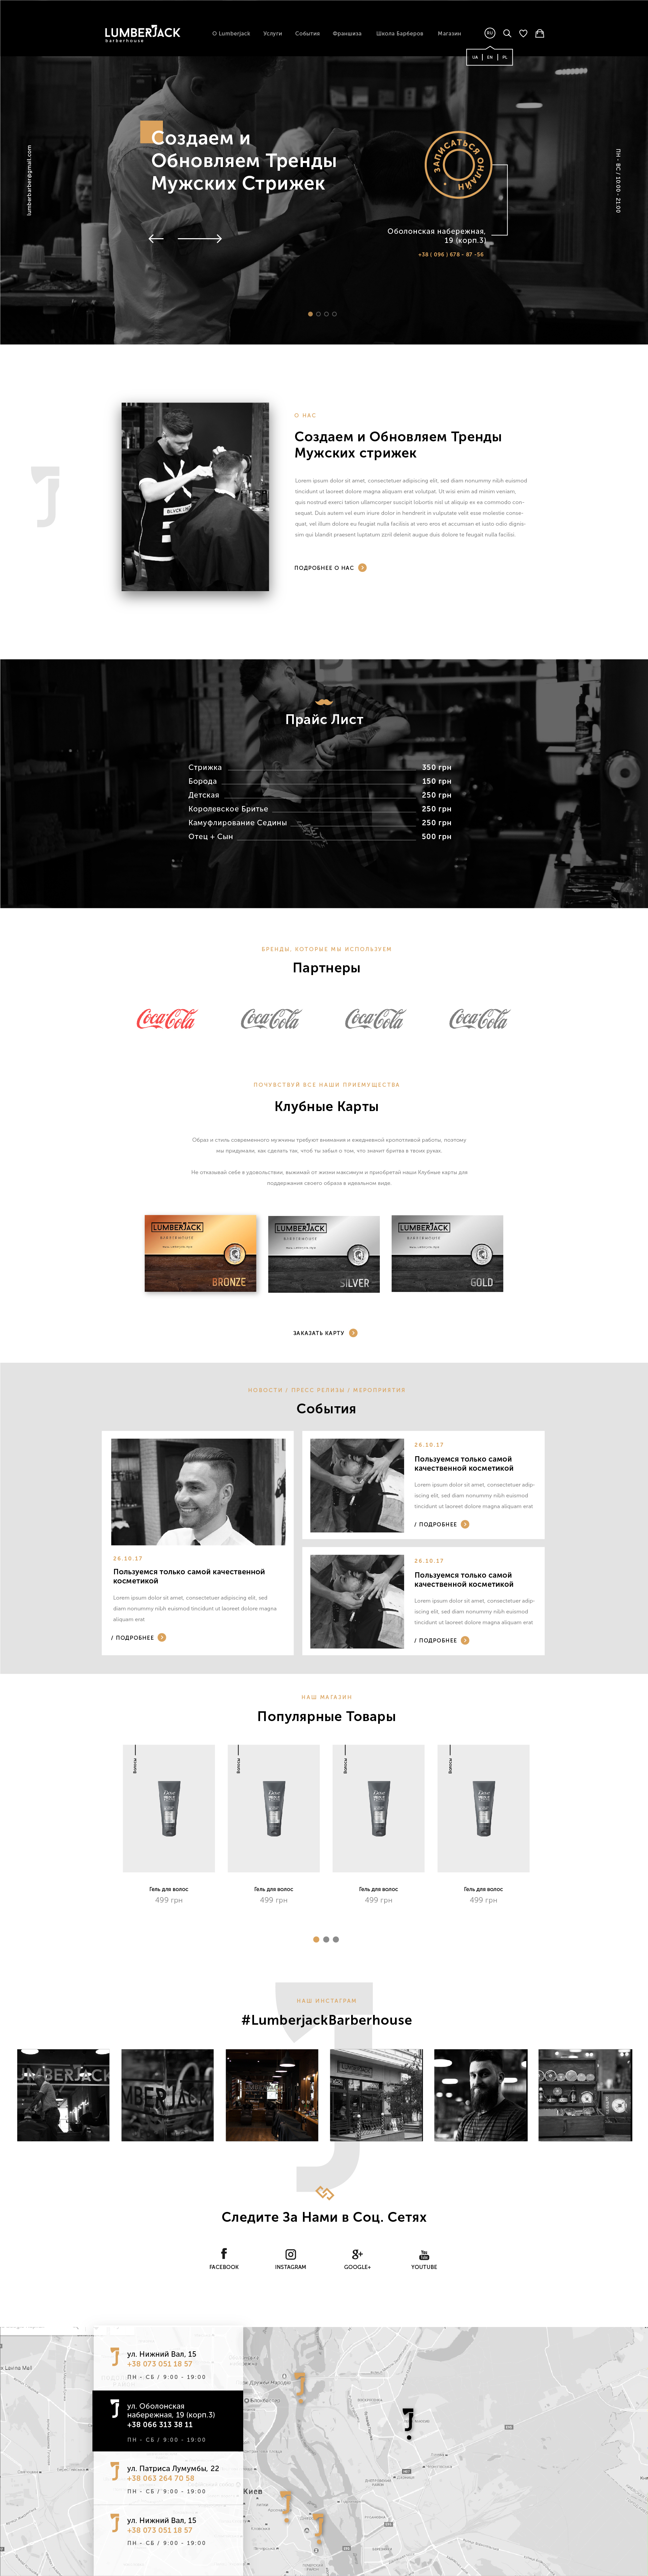 LUMBERJACK
barberhouse
О Lumberjack
Услуги
События
Франшиза
Школа Барберов
Магазин
RU
UA | EN | PL
lumberbarber@gmail.com
Создаем и
Обновляем Тренды
Мужских Стрижек
ЗАПИСАТЬСЯ ОНЛАЙН
Оболонская набережная,
19 (корп.3)
+38 ( 096 ) 678 - 87 -56
ПН - ВС / 10:00 - 21:00
О НАС
Создаем и Обновляем Тренды
Мужских стрижек
Lorem ipsum dolor sit amet, consectetuer adipiscing elit, sed diam nonummy nibh euismod
tincidunt ut laoreet dolore magna aliquam erat volutpat. Ut wisi enim ad minim veniam,
quis nostrud exerci tation ullamcorper suscipit lobortis nisl ut aliquip ex ea commodo con-
sequat. Duis autem vel eum iriure dolor in hendrerit in vulputate velit esse molestie conse-
quat, vel illum dolore eu feugiat nulla facilisis at vero eros et accumsan et iusto odio dignis-
sim qui blandit praesent luptatum zzril delenit augue duis dolore te feugait nulla facilisi.
ПОДРОБНЕЕ О НАС
Прайс Лист
Стрижка 350 грн
Борода 150 грн
Детская 250 грн
Королевское Бритье 250 грн
Камуфлирование Седины 250 грн
Отец + Сын 500 грн
БРЕНДЫ, КОТОРЫЕ МЫ ИСПОЛЬЗУЕМ
Партнеры
Coca-Cola
Coca-Cola
Coca-Cola
Coca-Cola
ПОЧУВСТВУЙ ВСЕ НАШИ ПРИЕМУЩЕСТВА
Клубные Карты
Образ и стиль современного мужчины требуют внимания и ежедневной кропотливой работы, поэтому
мы придумали, как сделать так, чтоб ты забыл о том, что значит бритва в твоих руках.
Не отказывай себе в удовольствии, выжимай от жизни максимум и приобретай наши Клубные карты для
поддержания своего образа в идеальном виде.
LUMBERJACK
BARBERHOUSE
BRONZE
LUMBERJACK
BARBERHOUSE
SILVER
LUMBERJACK
BARBERHOUSE
GOLD
ЗАКАЗАТЬ КАРТУ
НОВОСТИ / ПРЕСС РЕЛИЗЫ / МЕРОПРИЯТИЯ
События
26.10.17
Пользуемся только самой качественной
косметикой
Lorem ipsum dolor sit amet, consectetuer adipiscing elit, sed
diam nonummy nibh euismod tincidunt ut laoreet dolore magna
aliquam erat
/ ПОДРОБНЕЕ
26.10.17
Пользуемся только самой
качественной косметикой
Lorem ipsum dolor sit amet, consectetuer adip-
iscing elit, sed diam nonummy nibh euismod
tincidunt ut laoreet dolore magna aliquam erat
/ ПОДРОБНЕЕ
26.10.17
Пользуемся только самой
качественной косметикой
Lorem ipsum dolor sit amet, consectetuer adip-
iscing elit, sed diam nonummy nibh euismod
tincidunt ut laoreet dolore magna aliquam erat
/ ПОДРОБНЕЕ
НАШ МАГАЗИН
Популярные Товары
Волосы
Волосы
Волосы
Волосы
Гель для волос
499 грн
Гель для волос
499 грн
Гель для волос
499 грн
Гель для волос
499 грн
НАШ ИНСТАГРАМ
#LumberjackBarberhouse
Следите За Нами в Соц. Сетях
FACEBOOK
INSTAGRAM
GOOGLE+
YOUTUBE
ул. Нижний Вал, 15
+38 073 051 18 57
ПН - СБ / 9:00 - 19:00
ул. Оболонская
набережная, 19 (корп.3)
+38 066 313 38 11
ПН - СБ / 9:00 - 19:00
ул. Патриса Лумумбы, 22
+38 063 264 70 58
ПН - СБ / 9:00 - 19:00
ул. Нижний Вал, 15
+38 073 051 18 57
ПН - СБ / 9:00 - 19:00
Киев